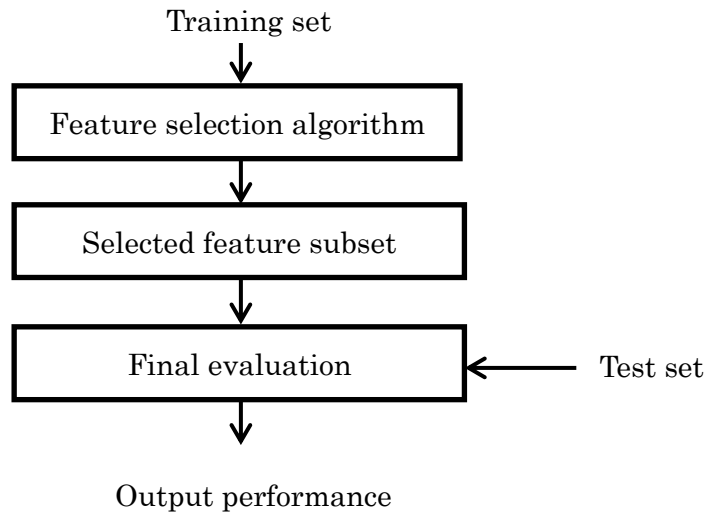 Training set
Feature selection algorithm
Selected feature subset
Final evaluation
Test set
Output performance